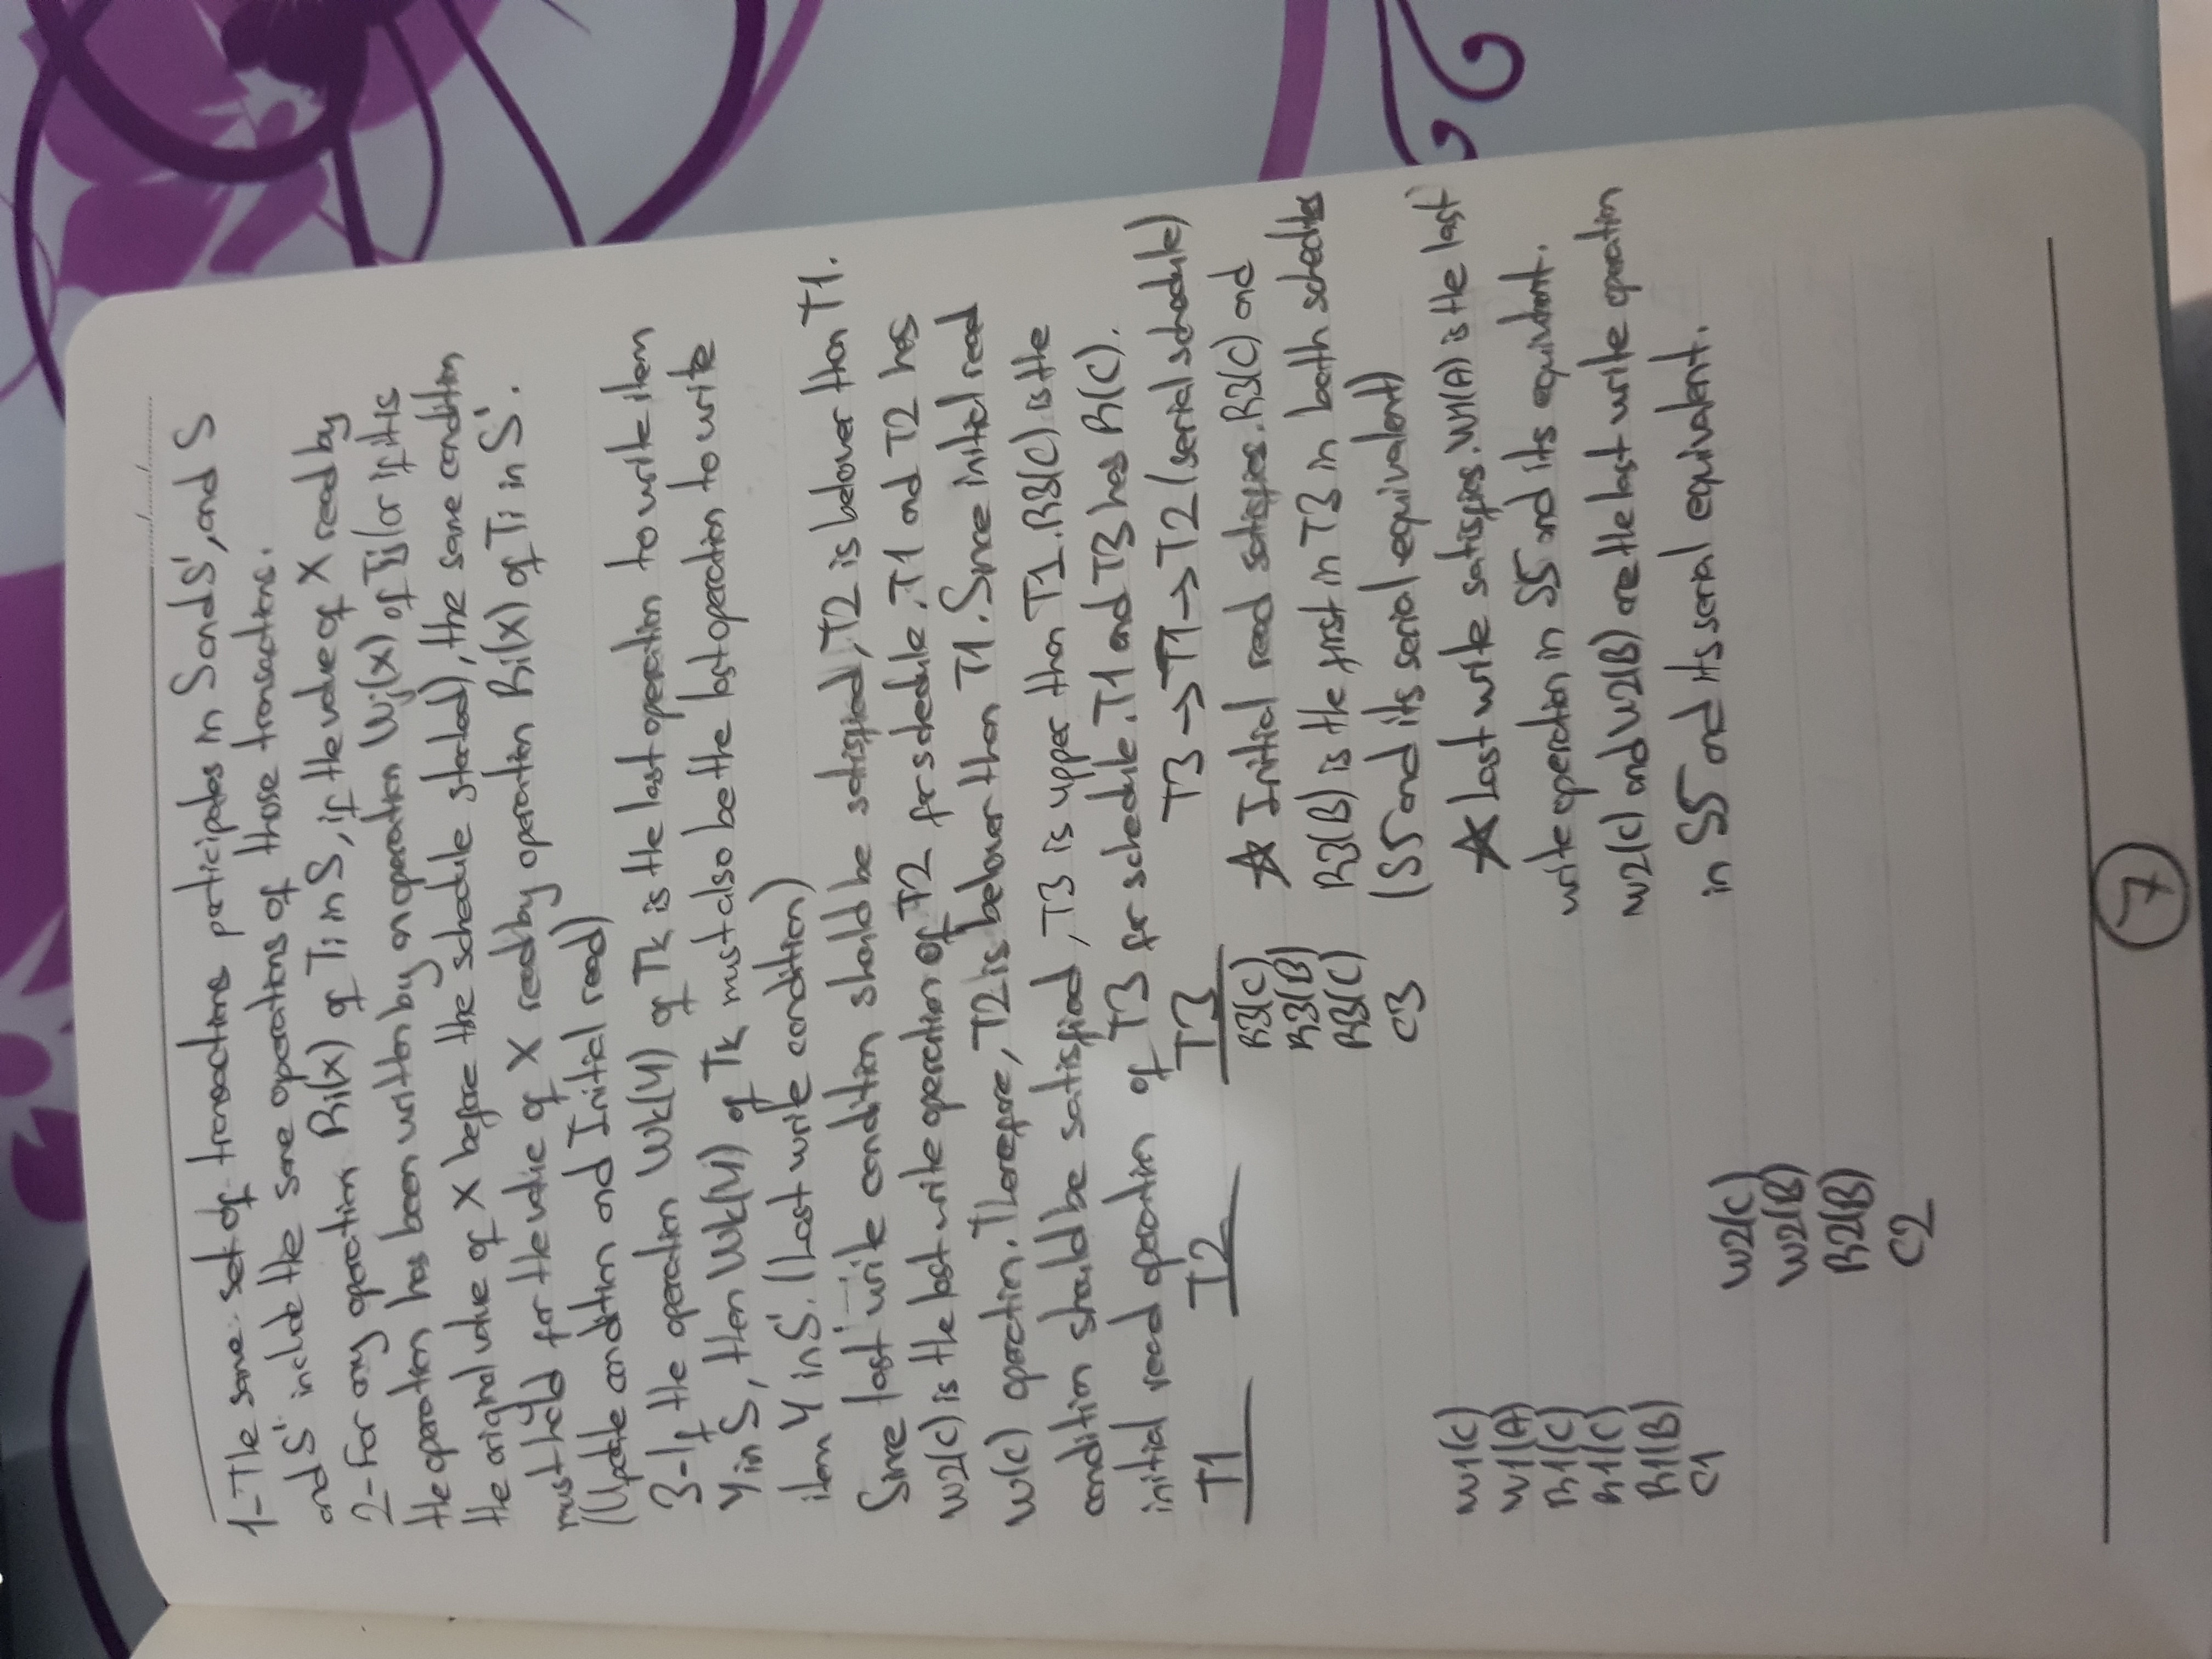 ...../....../............
1-The same set of transactions participates in S and S', and S
and S' include the same operations of those transactions.
2-For any operation Ri(x) of Ti in S, if the value of X read by
the operation has been written by an operation Wj(x) of Tj (or if it is
the original value of X before the schedule started), the same condition
must hold for the value of X read by operation Ri(x) of Ti in S'.
(Update condition and Initial read)
3-If the operation Wk(Y) of Tk is the last operation to write item
Y in S, then Wk(Y) of Tk must also be the last operation to write
item Y in S'. (Last write condition)
Since last write condition should be satisfied, T2 is belower than T1.
W2(C) is the last write operation of T2 for schedule. T1 and T2 has
W(C) operation. Therefore, T2 is belower than T1. Since initial read
condition should be satisfied, T3 is upper than T1. R3(C) is the
initial read operation of T3 for schedule. T1 and T3 has R(C).
T1 T2 T3 T3 → T1 → T2 (serial schedule)
R3(C) ☆ Initial read satisfies. R3(C) and
R3(B)
R3(C) R3(B) is the first in T3 in both schedules
C3 (S5 and its serial equivalent)
W1(C) ☆ Last write satisfies. W1(A) is the last
W1(A)
R1(C) write operation in S5 and its equivalent.
R1(C) W2(C) and W2(B) are the last write operation
R1(B)
C1 in S5 and its serial equivalent.
W2(C)
W2(B)
R2(B)
C2
7